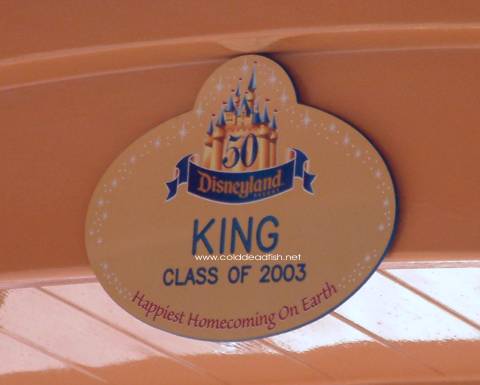 50
Disneyland
RESORT
KING
www.colddeadfish.net
CLASS OF 2003
Happiest Homecoming On Earth